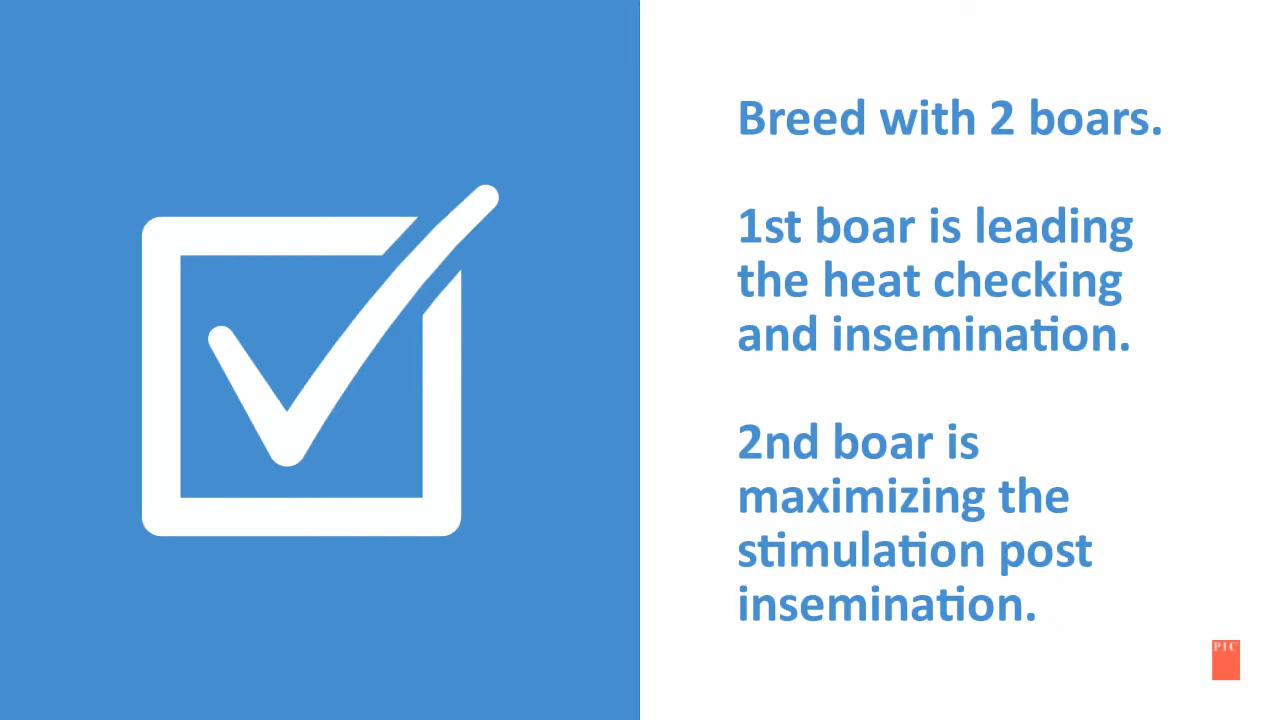 Breed with 2 boars.
1st boar is leading
the heat checking
and insemination.
2nd boar is
maximizing the
stimulation post
insemination.
PIC